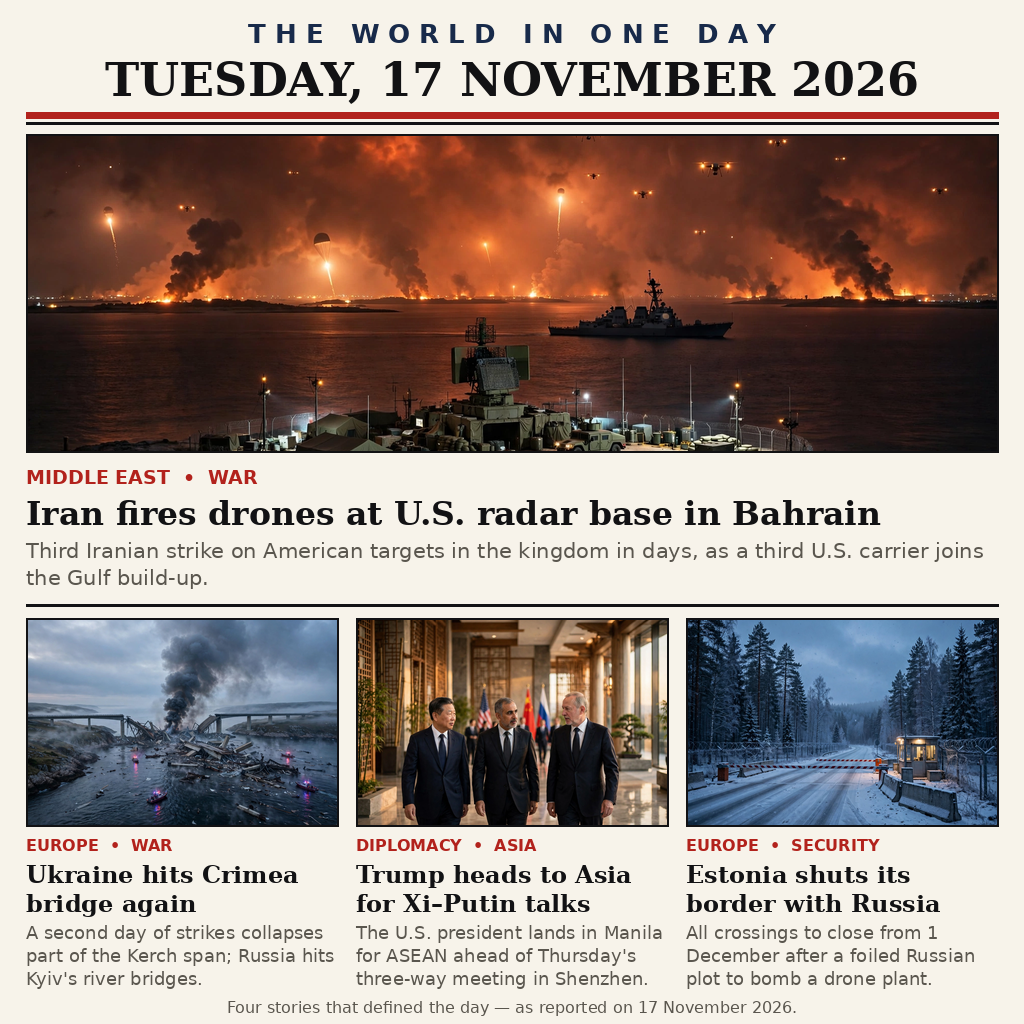 THE WORLD IN ONE DAY
TUESDAY, 17 NOVEMBER 2026
MIDDLE EAST • WAR
Iran fires drones at U.S. radar base in Bahrain
Third Iranian strike on American targets in the kingdom in days, as a third U.S. carrier joins
the Gulf build-up.
EUROPE • WAR
Ukraine hits Crimea
bridge again
A second day of strikes collapses
part of the Kerch span; Russia hits
Kyiv's river bridges.
DIPLOMACY • ASIA
Trump heads to Asia
for Xi–Putin talks
The U.S. president lands in Manila
for ASEAN ahead of Thursday's
three-way meeting in Shenzhen.
EUROPE • SECURITY
Estonia shuts its
border with Russia
All crossings to close from 1
December after a foiled Russian
plot to bomb a drone plant.
Four stories that defined the day — as reported on 17 November 2026.